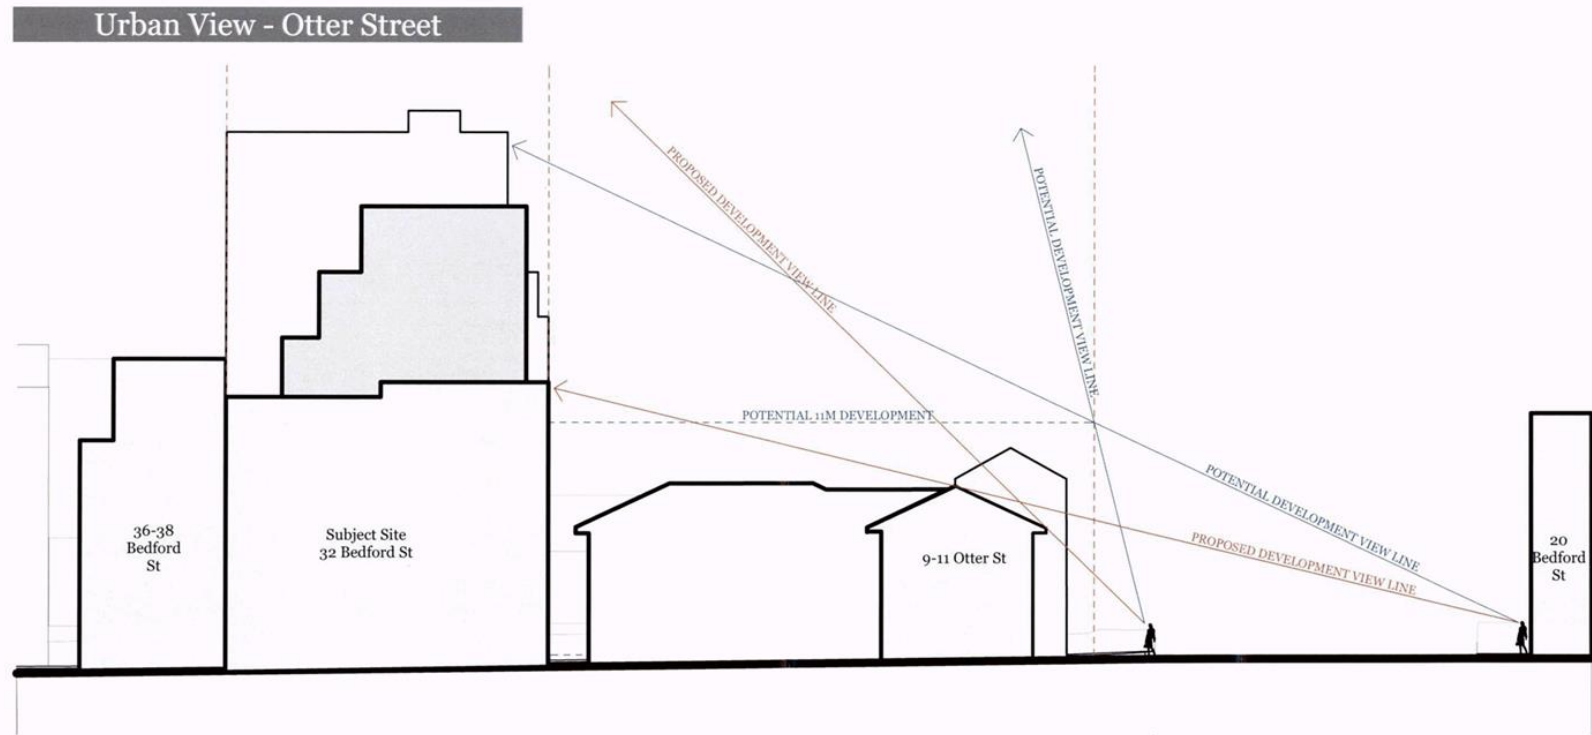 Urban View - Otter Street
PROPOSED DEVELOPMENT VIEW LINE
POTENTIAL DEVELOPMENT VIEW LINE
POTENTIAL 11M DEVELOPMENT
POTENTIAL DEVELOPMENT VIEW LINE
PROPOSED DEVELOPMENT VIEW LINE
36-38
Bedford
St
Subject Site
32 Bedford St
9-11 Otter St
20
Bedford
St